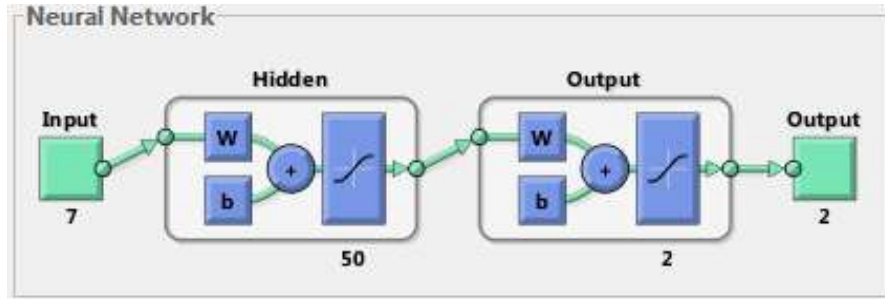 Neural Network
Hidden
Output
Input
Output
W
W
+
+
b
b
7
2
50
2